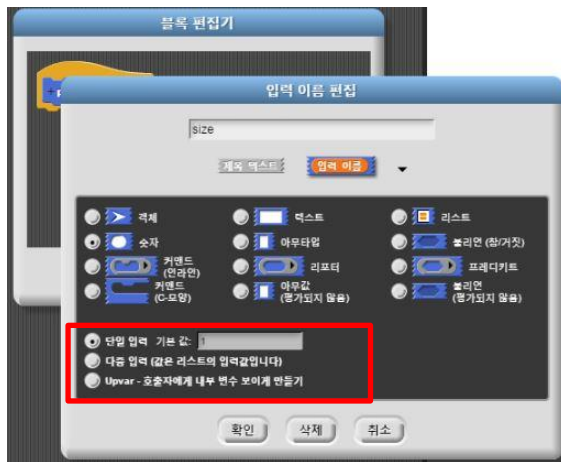 블록 편집기
입력 이름 편집
size
제목 텍스트 입력 이름
객체 텍스트 리스트
숫자 아무타입 불리언 (참/거짓)
커맨드 (인라인) 리포터 프레디키트
커맨드 (C-모양) 아무값 (평가되지 않음) 불리언 (평가되지 않음)
단일 입력 기본 값: 1
다중 입력 (값은 리스트의 입력값입니다)
Upvar - 호출자에게 내부 변수 보이게 만들기
확인 삭제 취소